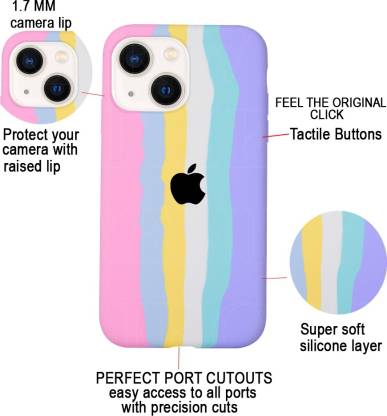 1.7 MM
camera lip
Protect your
camera with
raised lip
FEEL THE ORIGINAL
CLICK
Tactile Buttons
Super soft
silicone layer
PERFECT PORT CUTOUTS
easy access to all ports
with precision cuts